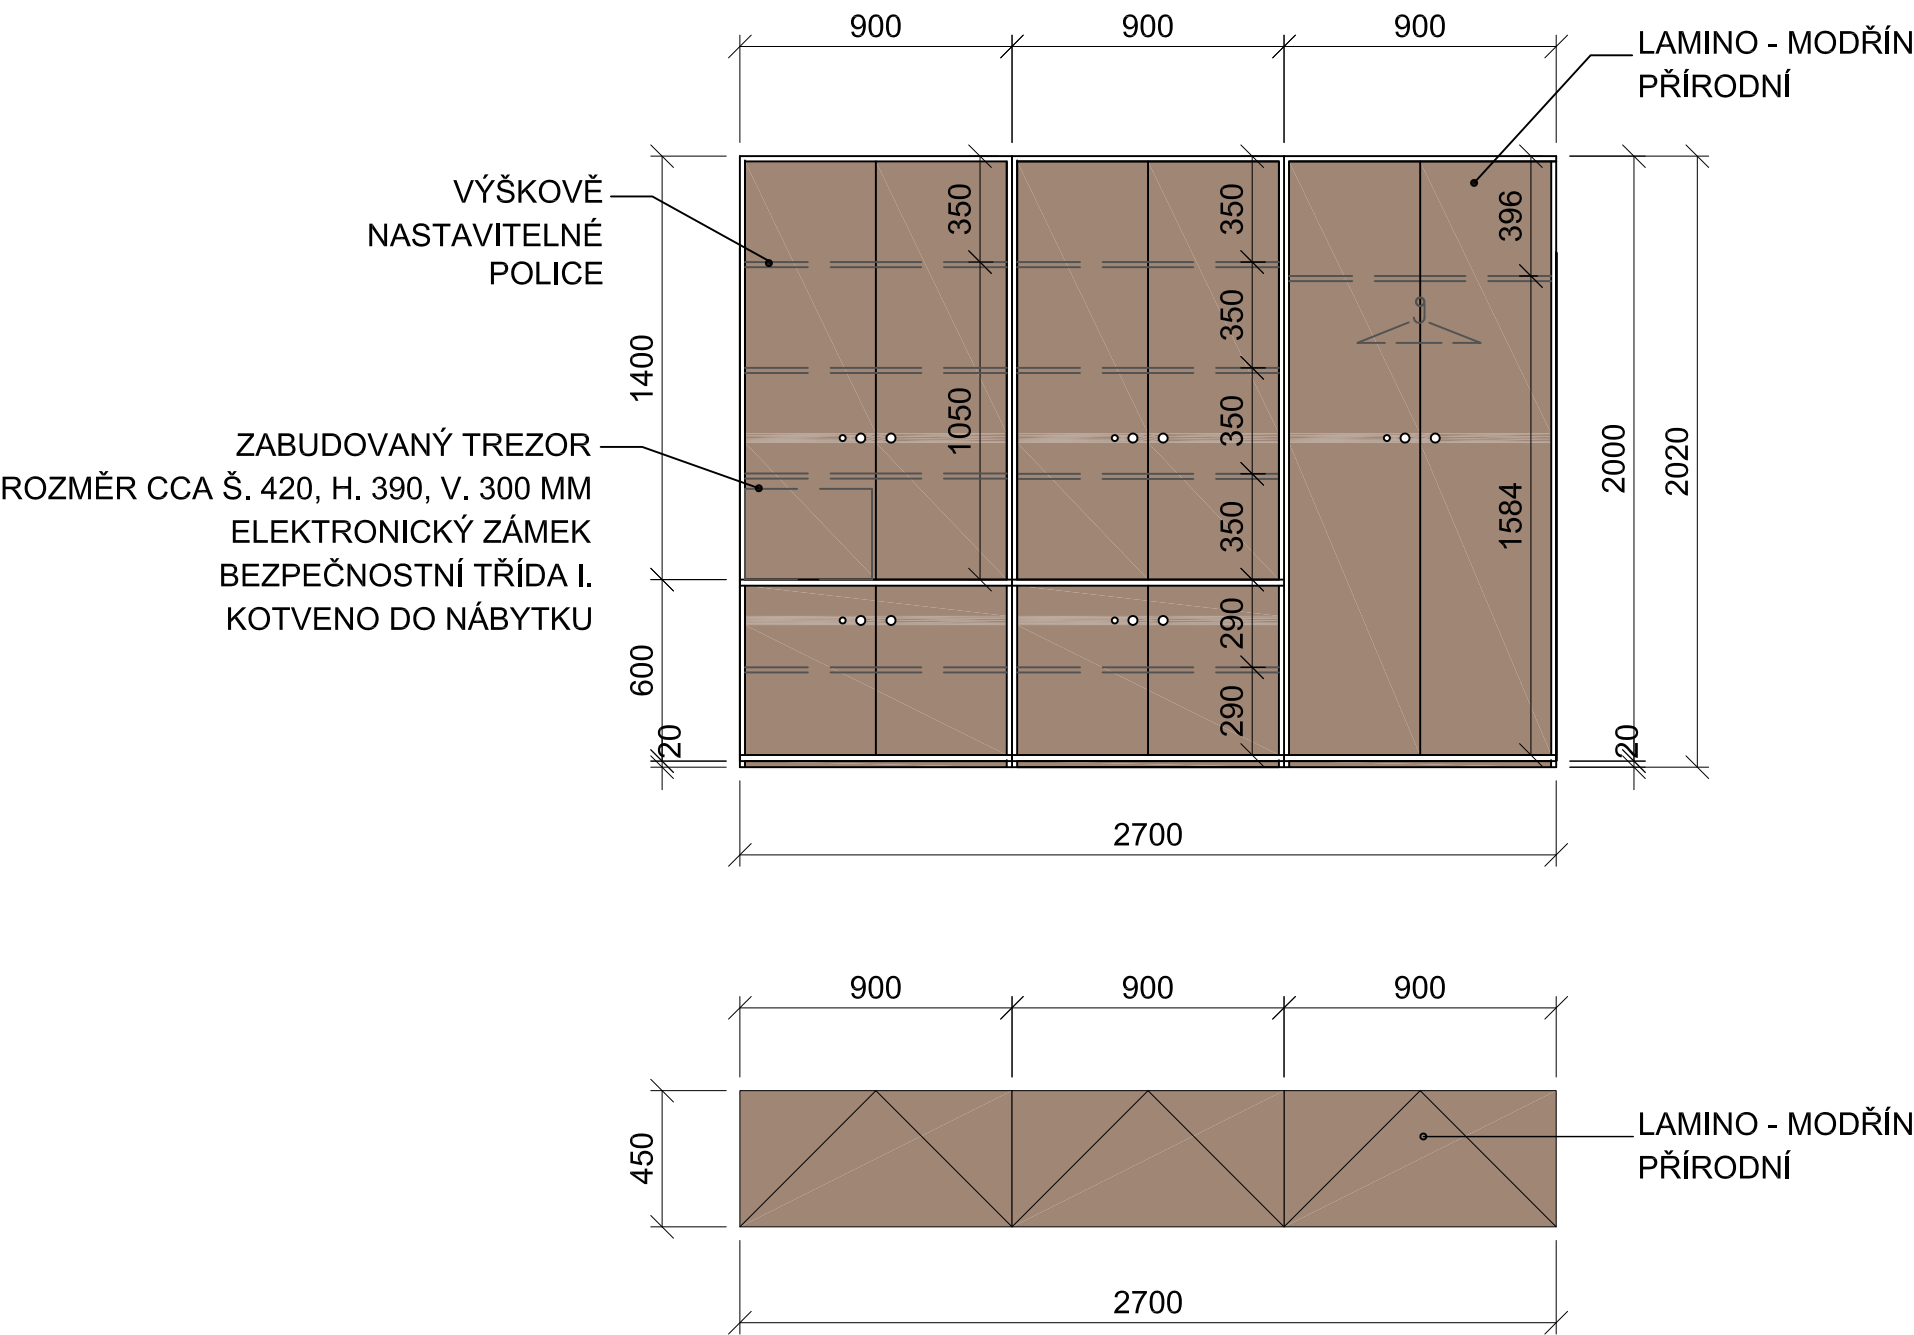 900
900
900
LAMINO - MODŘÍN
PŘÍRODNÍ
VÝŠKOVĚ
NASTAVITELNÉ
POLICE
350
350
396
350
1400
1050
350
ZABUDOVANÝ TREZOR
ROZMĚR CCA Š. 420, H. 390, V. 300 MM
ELEKTRONICKÝ ZÁMEK
BEZPEČNOSTNÍ TŘÍDA I.
KOTVENO DO NÁBYTKU
350
1584
2000
2020
290
600
290
20
20
2700
900
900
900
450
LAMINO - MODŘÍN
PŘÍRODNÍ
2700